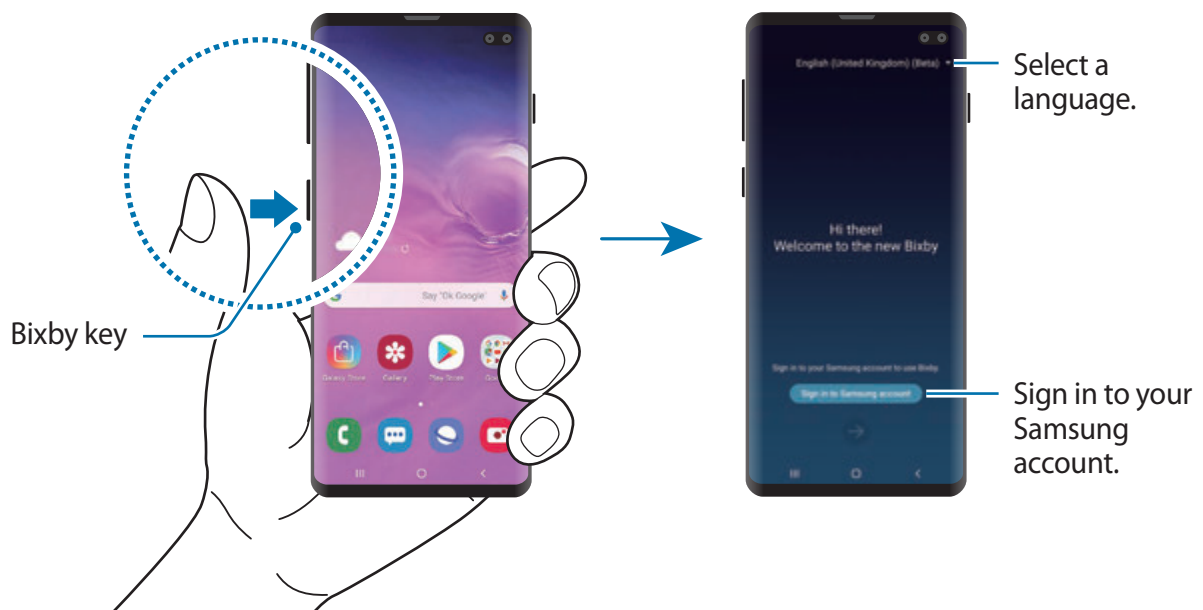 Bixby key
Say "Ok Google"
Galaxy Store
Gallery
Play Store
English (United Kingdom) (Beta)
Hi there!
Welcome to the new Bixby
Sign in to your Samsung account to use Bixby.
Sign in to Samsung account
Select a
language.
Sign in to your
Samsung
account.